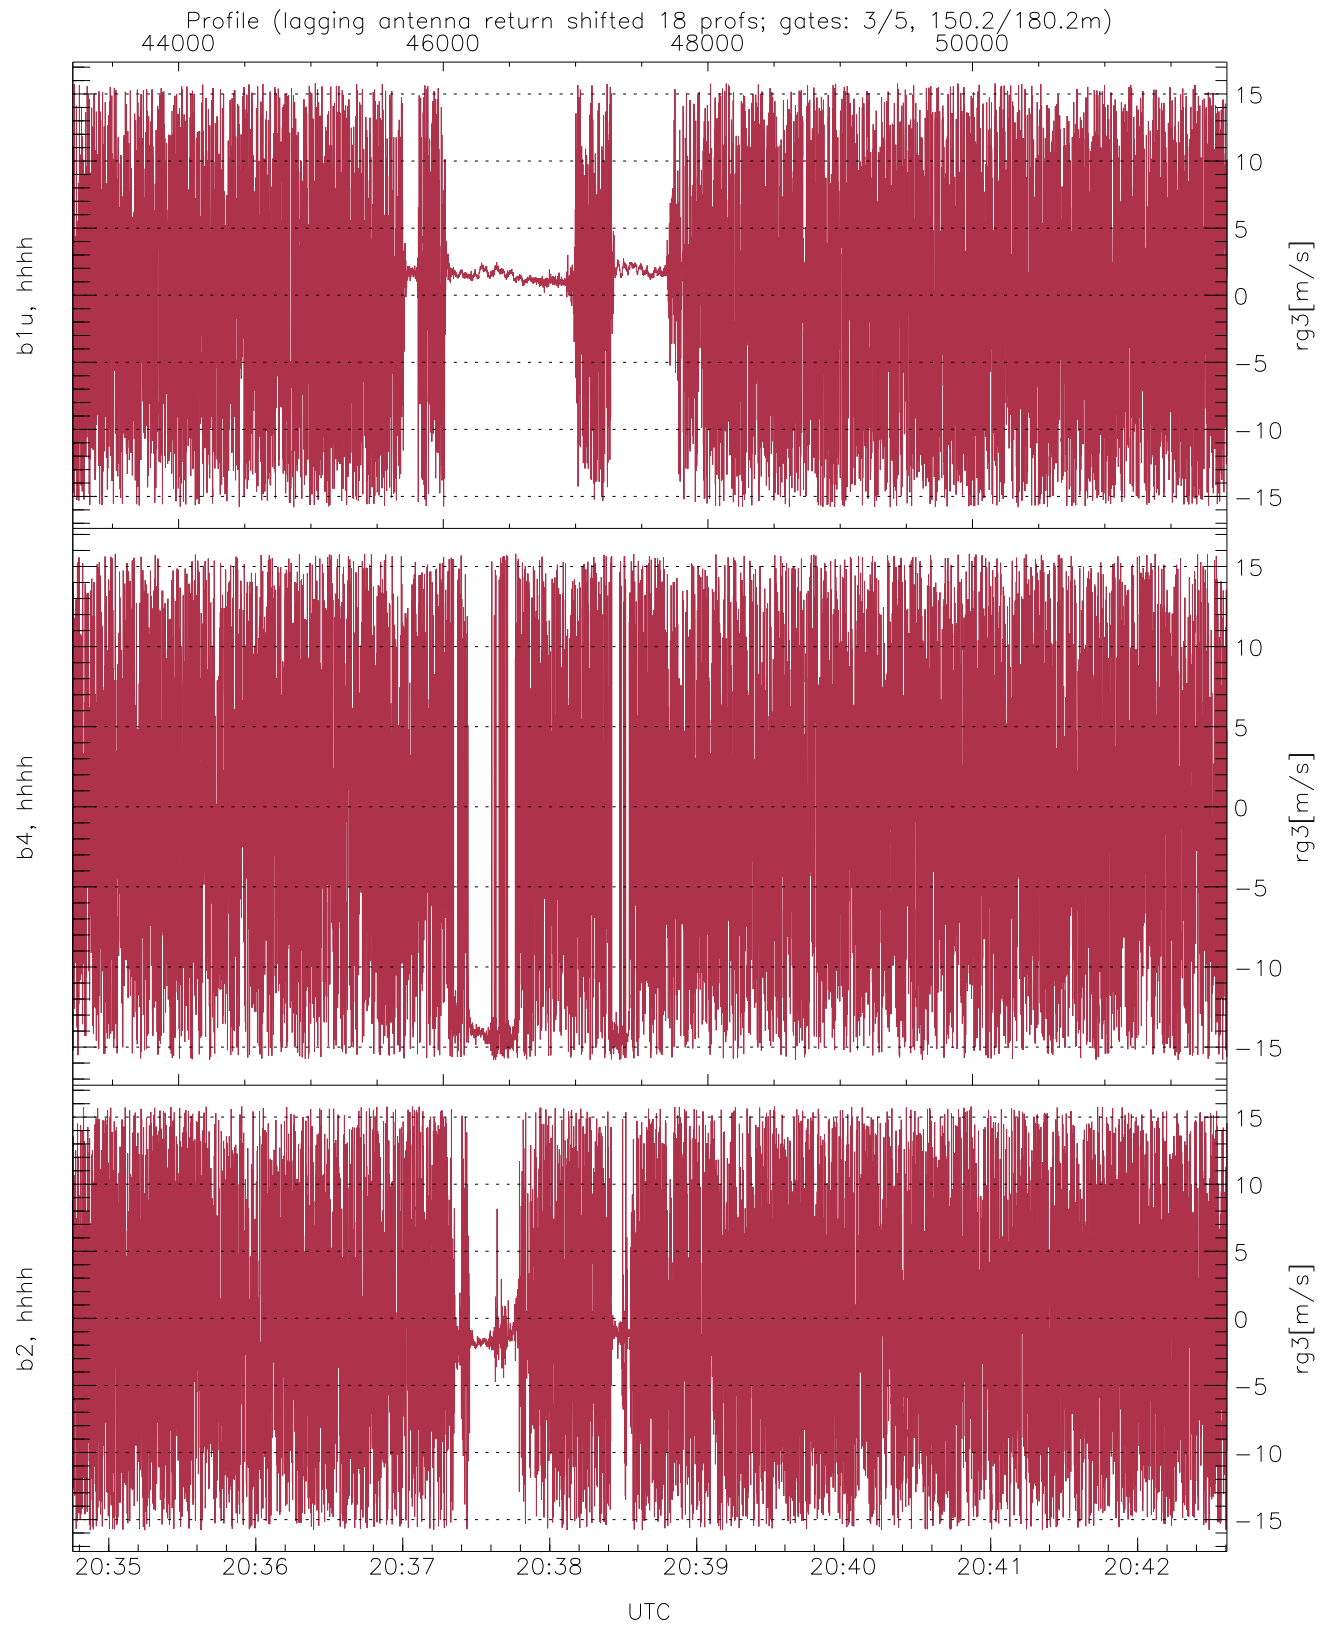 Profile (lagging antenna return shifted 18 profs; gates: 3/5, 150.2/180.2m)
44000 46000 48000 50000
b1u, hhhh
15
10
5
0
−5
−10
−15
rg3[m/s]
b4, hhhh
15
10
5
0
−5
−10
−15
rg3[m/s]
b2, hhhh
15
10
5
0
−5
−10
−15
rg3[m/s]
20:35 20:36 20:37 20:38 20:39 20:40 20:41 20:42
UTC